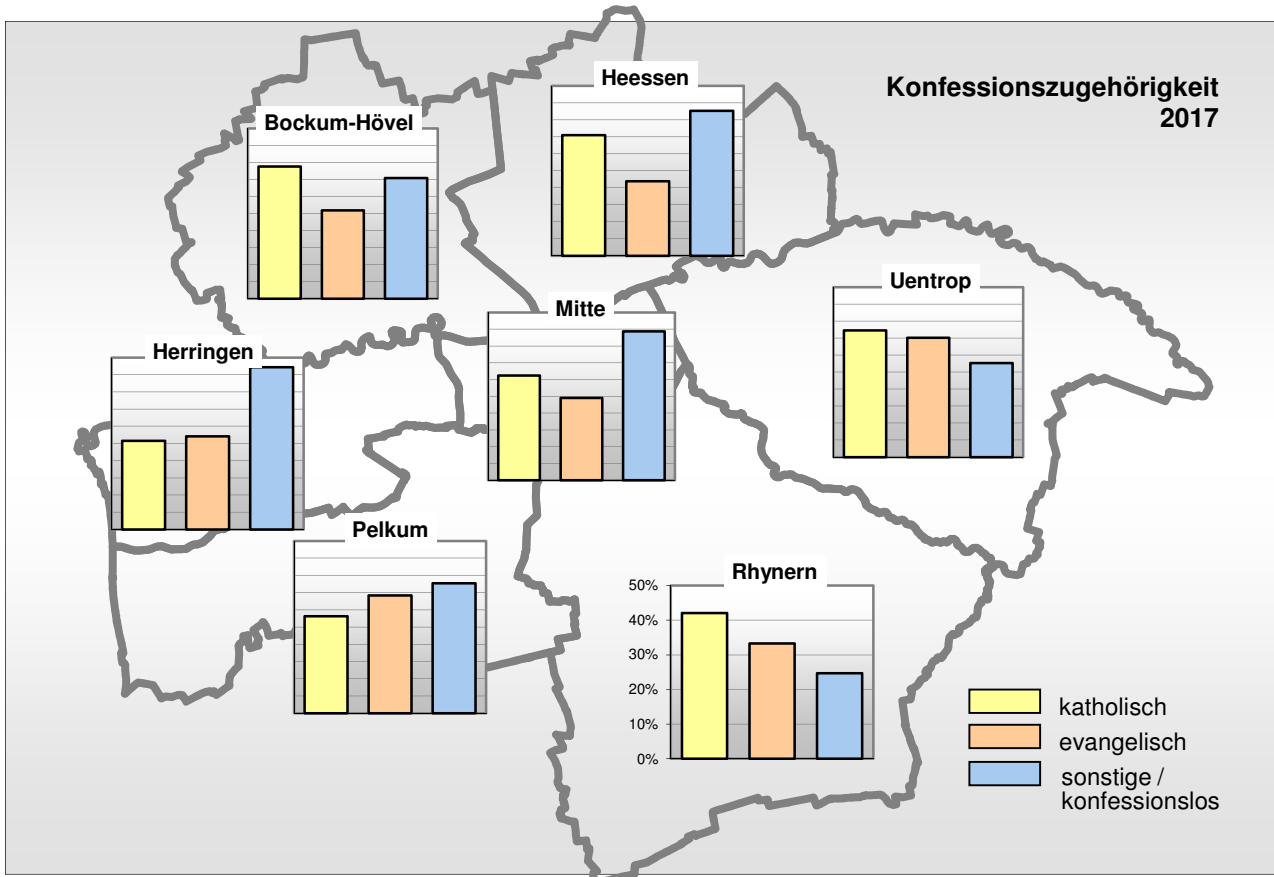 Konfessionszugehörigkeit
2017
Heessen
Bockum-Hövel
Uentrop
Mitte
Herringen
Pelkum
Rhynern
50%
40%
30%
20%
10%
0%
katholisch
evangelisch
sonstige /
konfessionslos